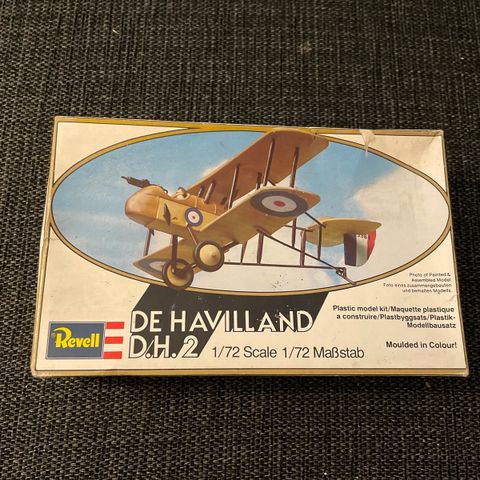 Photo of Painted &
Assembled Model.
Foto eines zusammengebauten
und bemalten Modells.
Plastic model kit/Maquette plastique
a construire/Plastbyggsats/Plastik-
Modellbausatz
Moulded in Colour!
Revell
DE HAVILLAND
D.H.2 1/72 Scale 1/72 Maßstab